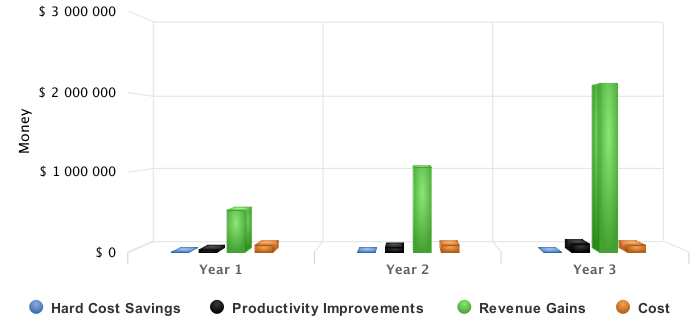 $ 3 000 000
$ 2 000 000
$ 1 000 000
$ 0
Money
Year 1 Year 2 Year 3
Hard Cost Savings Productivity Improvements Revenue Gains Cost